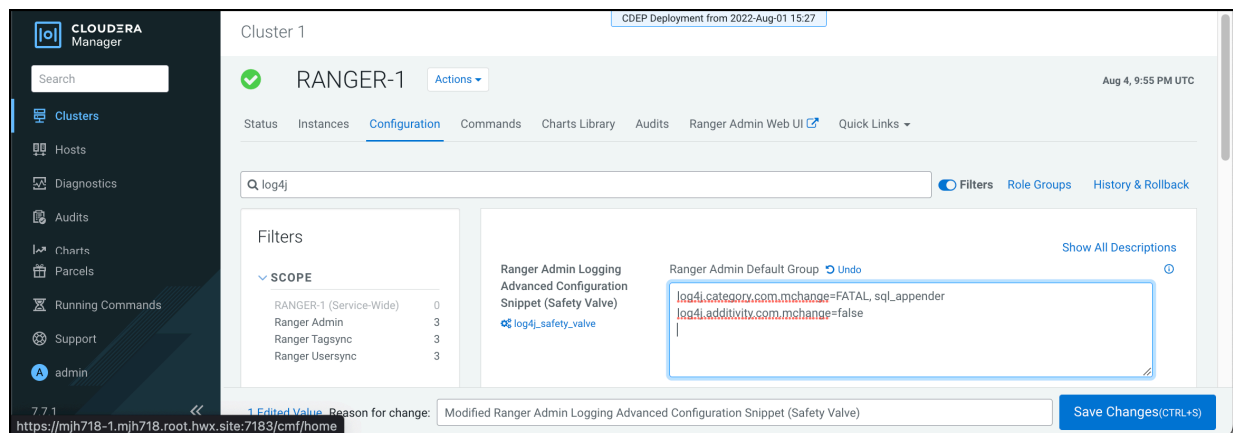 CDEP Deployment from 2022-Aug-01 15:27
CLOUDERA
Manager
Search
Clusters
Hosts
Diagnostics
Audits
Charts
Parcels
Running Commands
Support
A admin
7.7.1
https://mjh718-1.mjh718.root.hwx.site:7183/cmf/home
Cluster 1
RANGER-1 Actions
Aug 4, 9:55 PM UTC
Status Instances Configuration Commands Charts Library Audits Ranger Admin Web UI Quick Links
log4j
Filters Role Groups History & Rollback
Filters
SCOPE
RANGER-1 (Service-Wide) 0
Ranger Admin 3
Ranger Tagsync 3
Ranger Usersync 3
Show All Descriptions
Ranger Admin Logging
Advanced Configuration
Snippet (Safety Valve)
log4j_safety_valve
Ranger Admin Default Group Undo
log4j.category.com.mchange=FATAL, sql_appender
log4j.additivity.com.mchange=false
1 Edited Value Reason for change: Modified Ranger Admin Logging Advanced Configuration Snippet (Safety Valve)
Save Changes(CTRL+S)